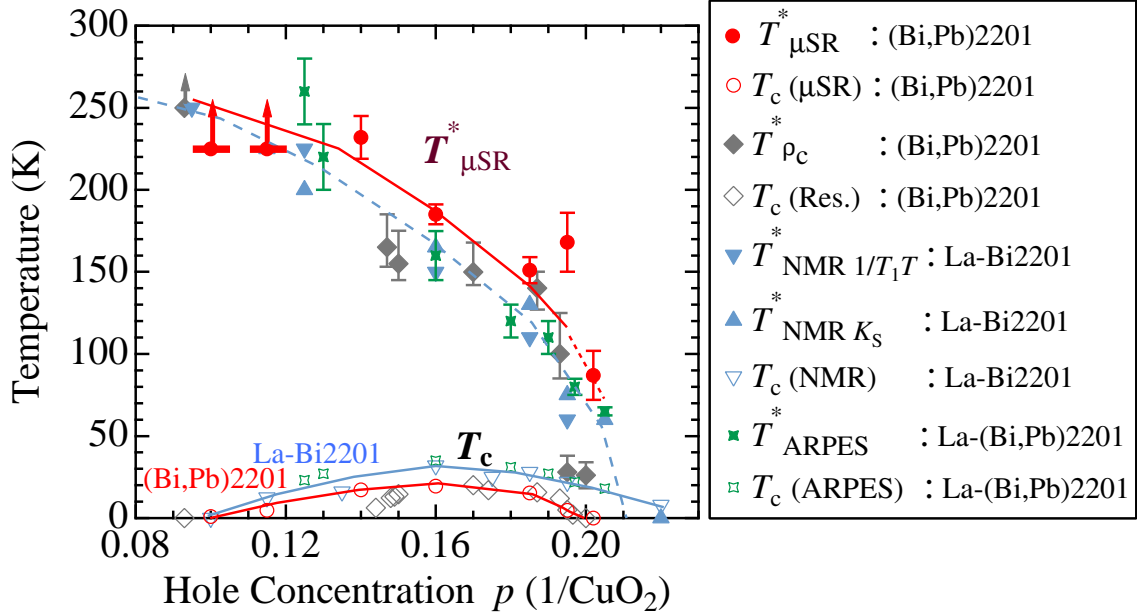 300
250
200
150
100
50
0
0.08
0.12
0.16
0.20
Temperature (K)
Hole Concentration p (1/CuO₂)
T*μSR
Tc
La-Bi2201
(Bi,Pb)2201
T*μSR : (Bi,Pb)2201
Tc (μSR) : (Bi,Pb)2201
T*ρc : (Bi,Pb)2201
Tc (Res.) : (Bi,Pb)2201
T*NMR 1/T₁T : La-Bi2201
T*NMR KS : La-Bi2201
Tc (NMR) : La-Bi2201
T*ARPES : La-(Bi,Pb)2201
Tc (ARPES) : La-(Bi,Pb)2201